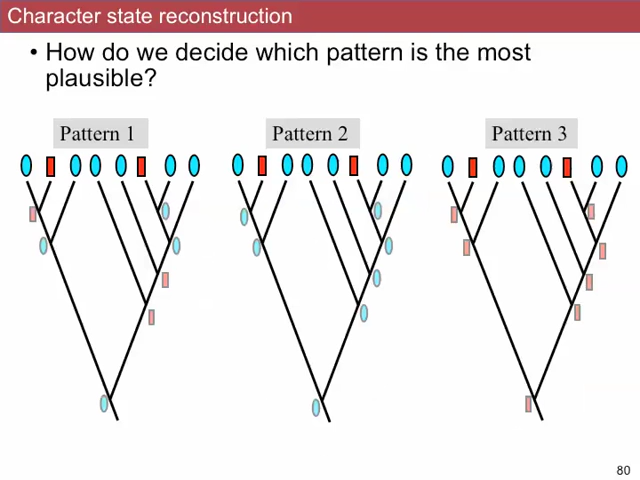 Character state reconstruction
• How do we decide which pattern is the most
plausible?
Pattern 1
Pattern 2
Pattern 3
80